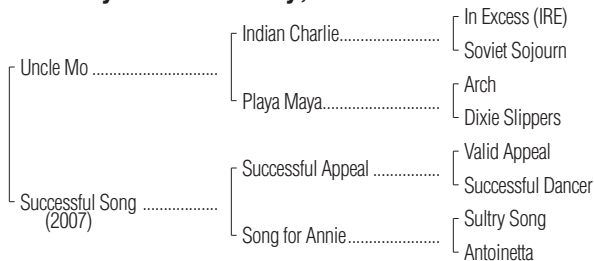 In Excess (IRE)
Indian Charlie
Soviet Sojourn
Uncle Mo
Arch
Playa Maya
Dixie Slippers
Valid Appeal
Successful Appeal
Successful Dancer
Successful Song
(2007)
Sultry Song
Song for Annie
Antoinetta